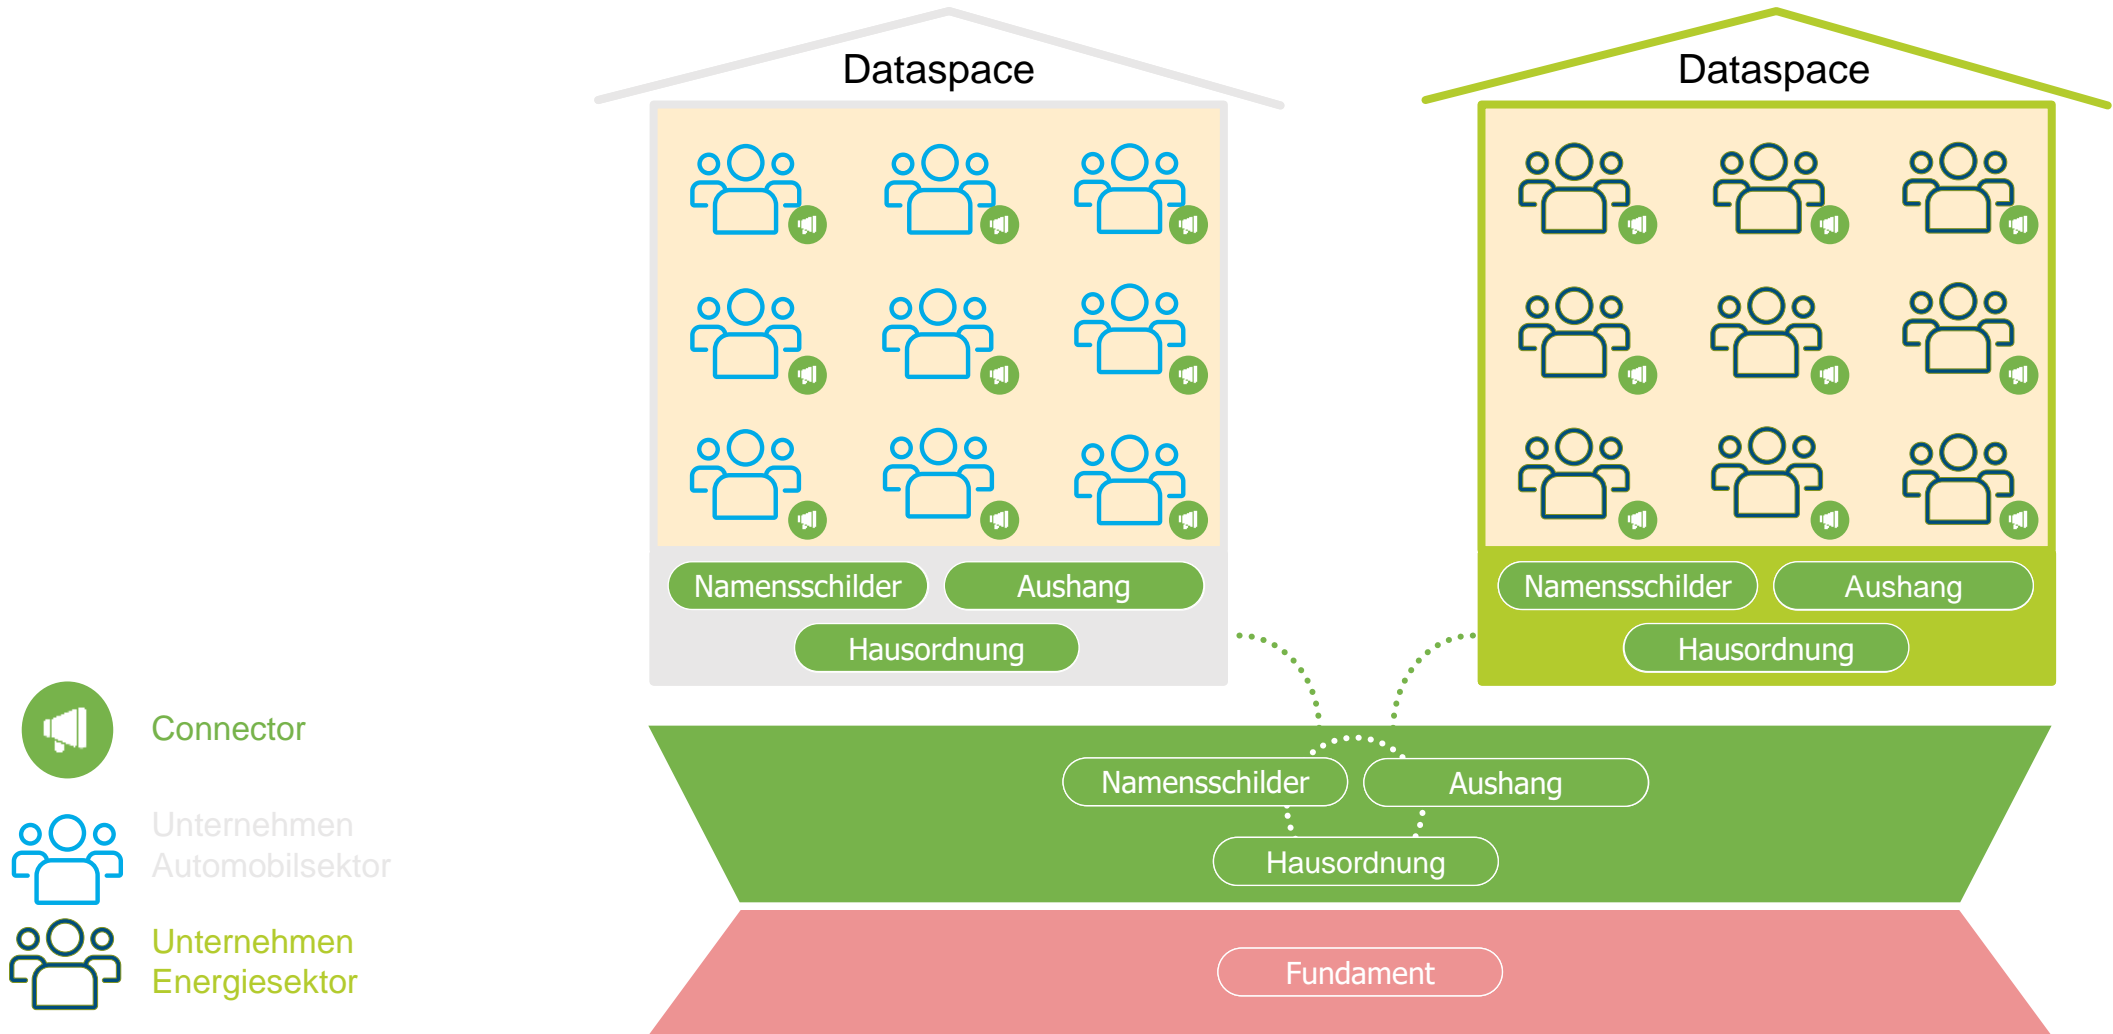 Dataspace
Dataspace
Namensschilder
Aushang
Hausordnung
Namensschilder
Aushang
Hausordnung
Connector
Unternehmen
Automobilsektor
Unternehmen
Energiesektor
Namensschilder
Aushang
Hausordnung
Fundament